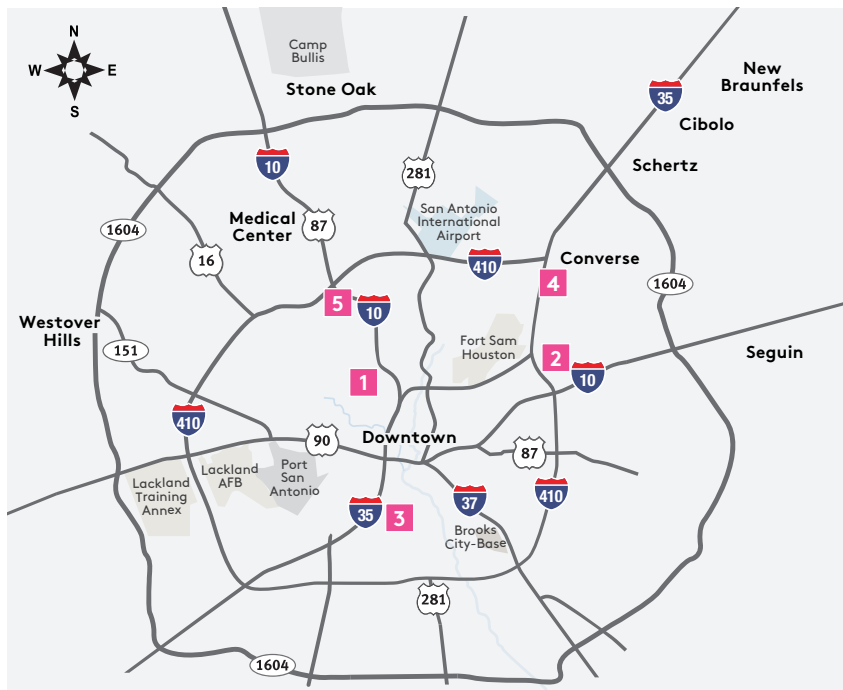 Camp
Bullis
N
W
E
S
Stone Oak
New
Braunfels
35
Cibolo
10
281
Schertz
Medical
Center
87
San Antonio
International
Airport
1604
16
410
Converse
4
1604
5
10
Westover
Hills
151
Fort Sam
Houston
2
Seguin
10
1
410
90
Downtown
87
Lackland
Training
Annex
Lackland
AFB
Port
San
Antonio
410
37
35
3
Brooks
City-Base
281
1604